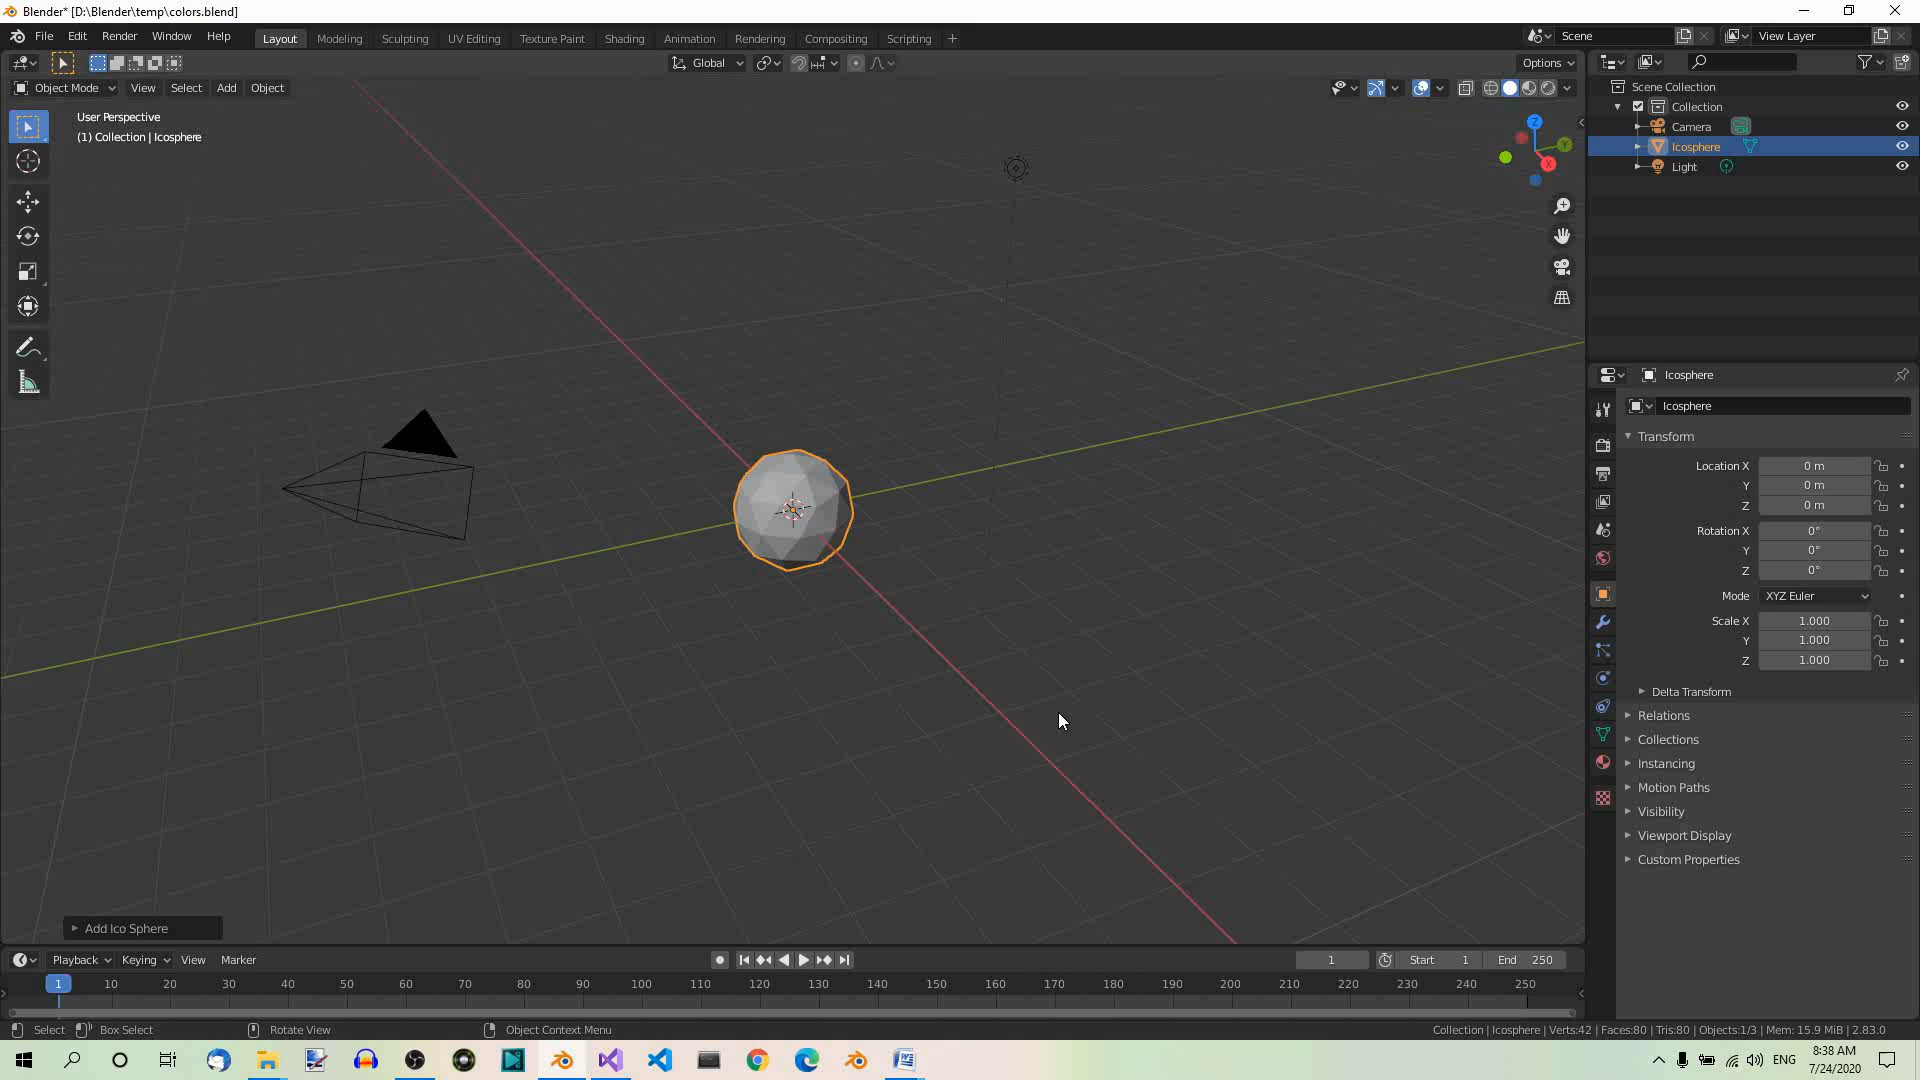 Blender* [D:\Blender\temp\colors.blend]
File Edit Render Window Help Layout Modeling Sculpting UV Editing Texture Paint Shading Animation Rendering Compositing Scripting + Scene View Layer
Global Options
Object Mode View Select Add Object
User Perspective
(1) Collection | Icosphere
Z
Y
X
Scene Collection
Collection
Camera
Icosphere
Light
Icosphere
Icosphere
Transform
Location X 0 m
Y 0 m
Z 0 m
Rotation X 0°
Y 0°
Z 0°
Mode XYZ Euler
Scale X 1.000
Y 1.000
Z 1.000
Delta Transform
Relations
Collections
Instancing
Motion Paths
Visibility
Viewport Display
Custom Properties
Add Ico Sphere
Playback Keying View Marker 1 Start 1 End 250
1 10 20 30 40 50 60 70 80 90 100 110 120 130 140 150 160 170 180 190 200 210 220 230 240 250
Select Box Select Rotate View Object Context Menu Collection | Icosphere | Verts:42 | Faces:80 | Tris:80 | Objects:1/3 | Mem: 15.9 MiB | 2.83.0
ENG 8:38 AM
7/24/2020